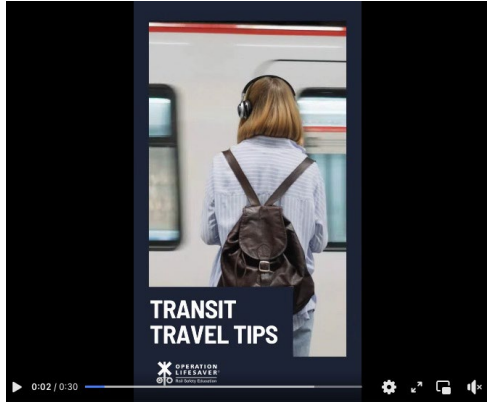 TRANSIT
TRAVEL TIPS
OPERATION
LIFESAVER®
Rail Safety Education
0:02 / 0:30